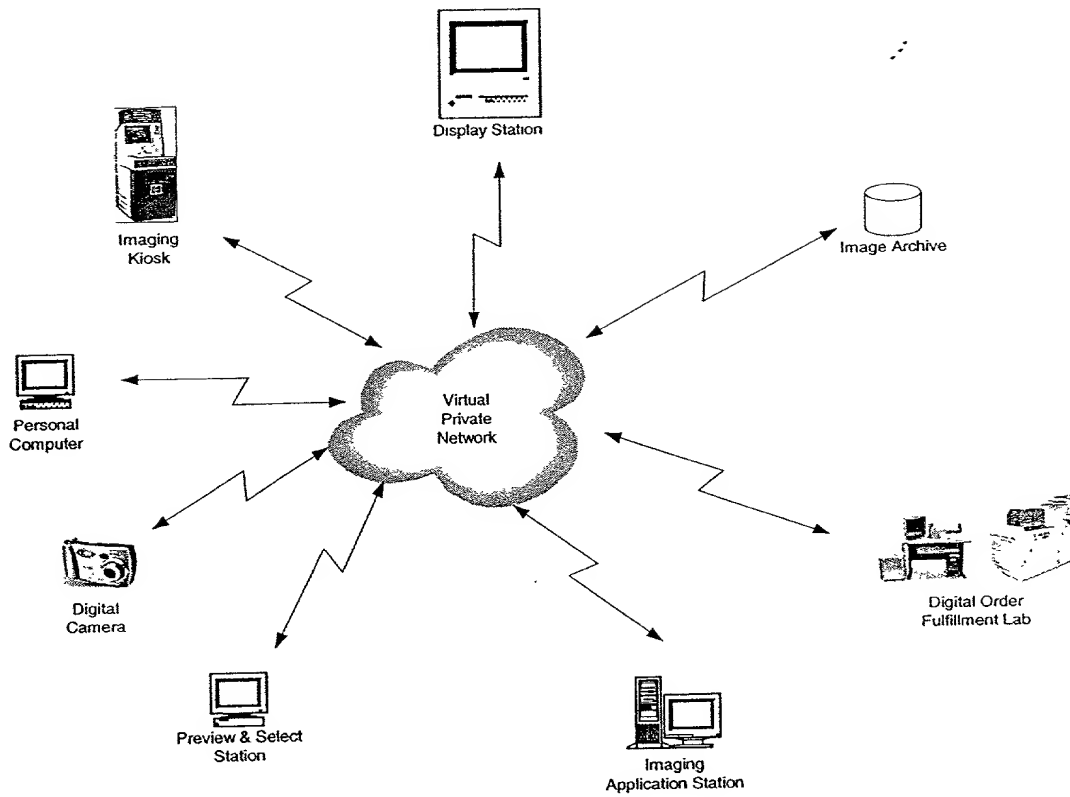 Display Station
Imaging
Kiosk
Image Archive
Virtual
Private
Network
Personal
Computer
Digital
Camera
Digital Order
Fulfillment Lab
Preview & Select
Station
Imaging
Application Station